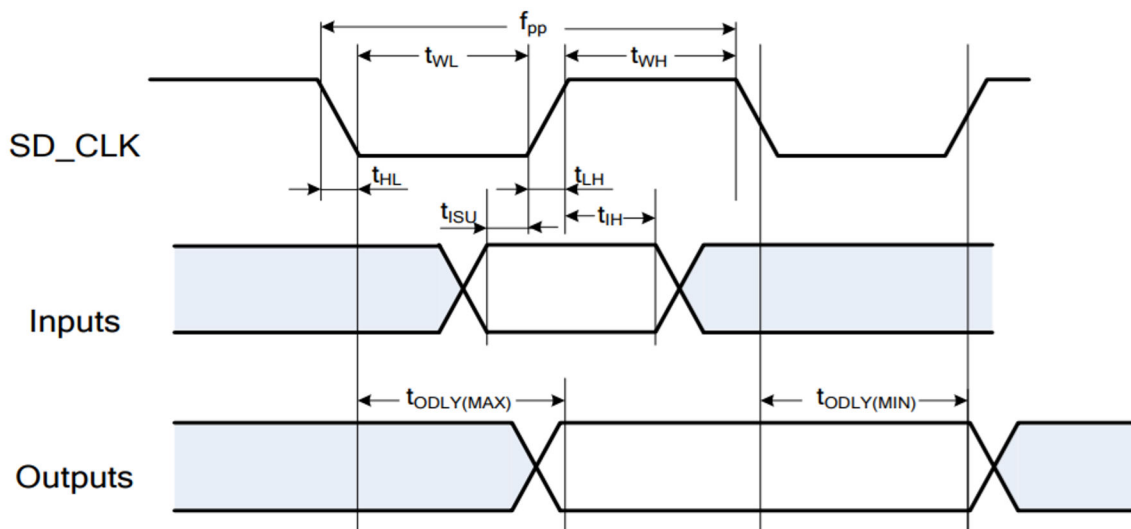 fpp
tWL
tWH
SD_CLK
tHL
tLH
tISU
tIH
Inputs
tODLY(MAX)
tODLY(MIN)
Outputs